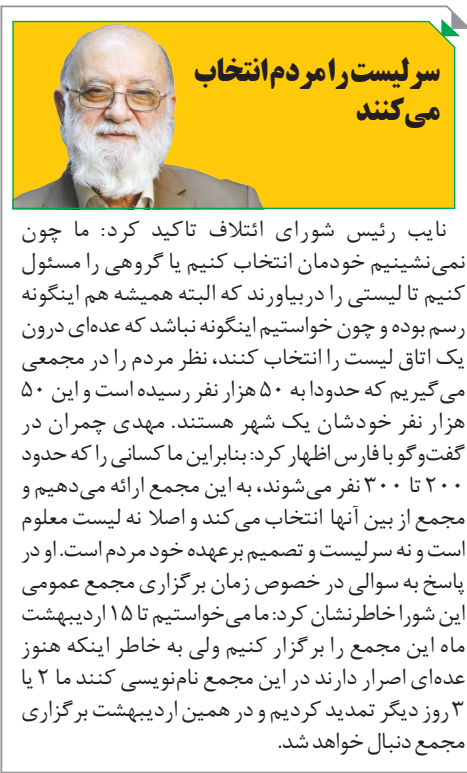 سر لیست را مردم انتخاب
می‌کنند
نایب رئیس شورای ائتلاف تاکید کرد: ما چون
نمی‌نشینیم خودمان انتخاب کنیم یا گروهی را مسئول
کنیم تا لیستی را دربیاورند که البته همیشه هم اینگونه
رسم بوده و چون خواستیم اینگونه نباشد که عده‌ای درون
یک اتاق لیست را انتخاب کنند، نظر مردم را در مجمعی
می‌گیریم که حدودا به ۵۰ هزار نفر رسیده است و این ۵۰
هزار نفر خودشان یک شهر هستند. مهدی چمران در
گفت‌وگو با فارس اظهار کرد: بنابراین ما کسانی را که حدود
۲۰۰ تا ۳۰۰ نفر می‌شوند، به این مجمع ارائه می‌دهیم و
مجمع از بین آنها انتخاب می‌کند و اصلا نه لیست معلوم
است و نه سرلیست و تصمیم برعهده خود مردم است. او در
پاسخ به سوالی در خصوص زمان برگزاری مجمع عمومی
این شورا خاطرنشان کرد: ما می‌خواستیم تا ۱۵ اردیبهشت
ماه این مجمع را برگزار کنیم ولی به خاطر اینکه هنوز
عده‌ای اصرار دارند در این مجمع نام‌نویسی کنند ما ۲ یا
۳ روز دیگر تمدید کردیم و در همین اردیبهشت برگزاری
مجمع دنبال خواهد شد.